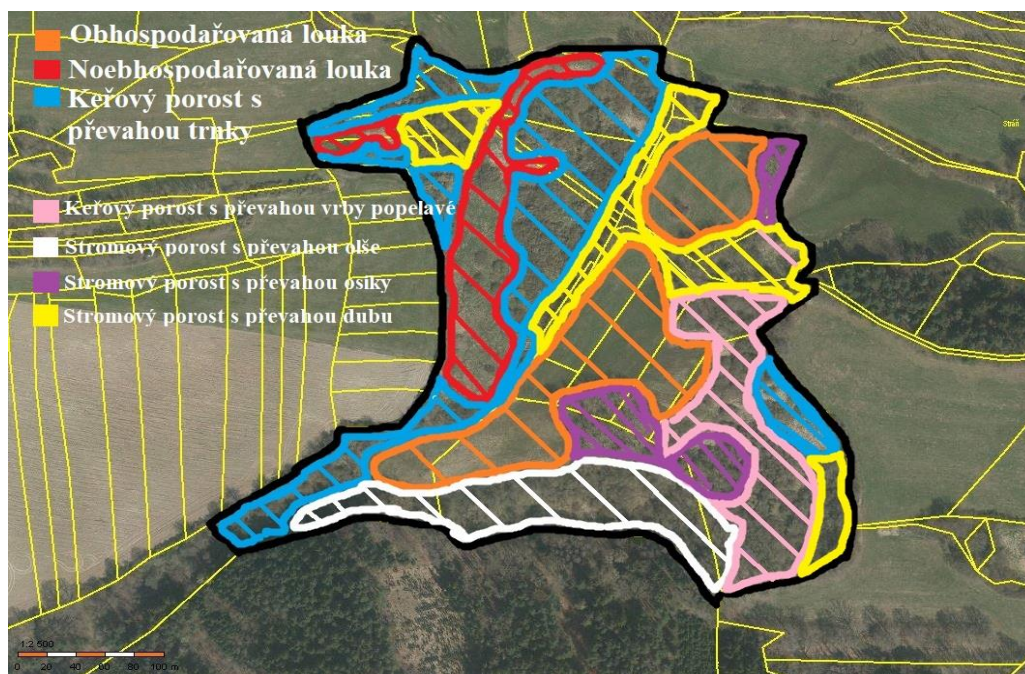 Obhospodařovaná louka
Noebhospodařovaná louka
Keřový porost s
převahou trnky
Stráň
Keřový porost s převahou vrby popelavé
Stromový porost s převahou olše
Stromový porost s převahou osiky
Stromový porost s převahou dubu
1:2 500
0 20 40 60 80 100 m